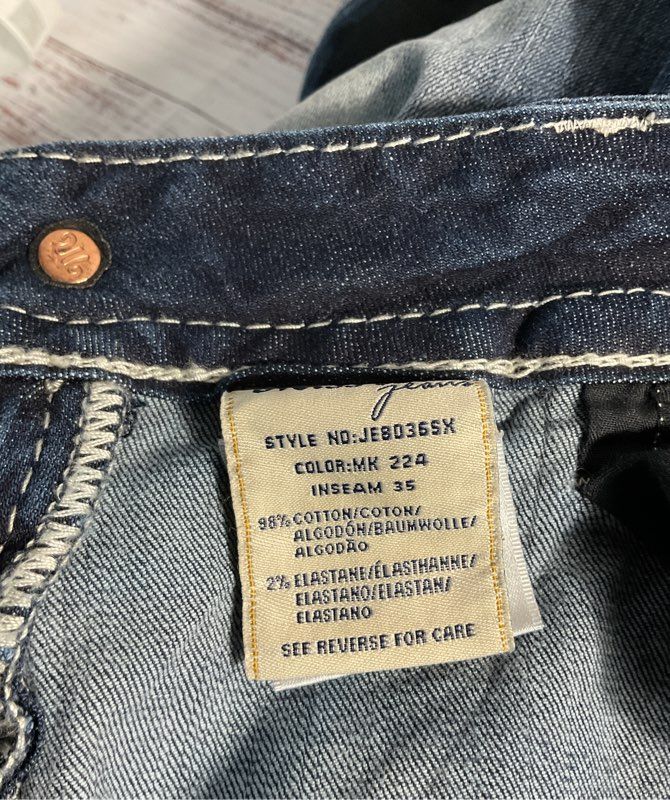 jeans
STYLE NO:JE8036SX
COLOR:MK 224
INSEAM 35
98% COTTON/COTON/
ALGODÓN/BAUMWOLLE/
ALGODÃO
2% ELASTANE/ÉLASTHANNE/
ELASTANO/ELASTAN/
ELASTANO
SEE REVERSE FOR CARE